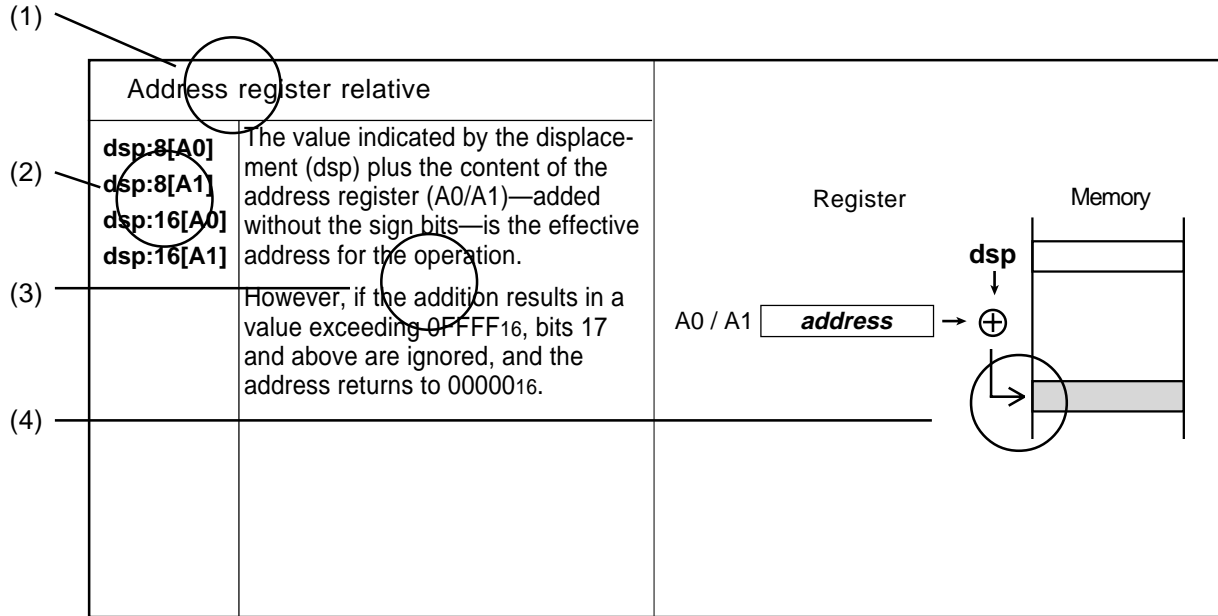 (1)
Address register relative
dsp:8[A0]
dsp:8[A1]
dsp:16[A0]
dsp:16[A1]
The value indicated by the displace-
ment (dsp) plus the content of the
address register (A0/A1)—added
without the sign bits—is the effective
address for the operation.
However, if the addition results in a
value exceeding 0FFFF16, bits 17
and above are ignored, and the
address returns to 0000016.
(2)
(3)
(4)
Register
Memory
dsp
A0 / A1
address